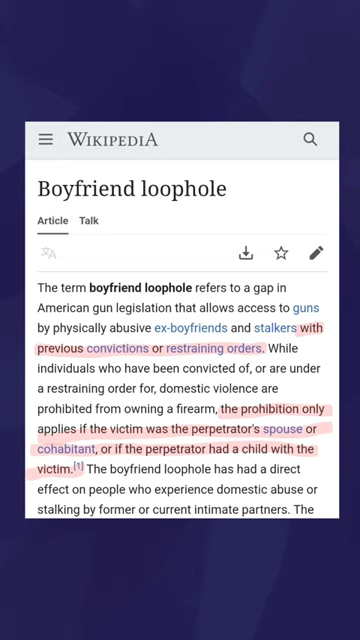 WIKIPEDIA
Boyfriend loophole
Article Talk
The term boyfriend loophole refers to a gap in
American gun legislation that allows access to guns
by physically abusive ex-boyfriends and stalkers with
previous convictions or restraining orders. While
individuals who have been convicted of, or are under
a restraining order for, domestic violence are
prohibited from owning a firearm, the prohibition only
applies if the victim was the perpetrator's spouse or
cohabitant, or if the perpetrator had a child with the
victim.[1] The boyfriend loophole has had a direct
effect on people who experience domestic abuse or
stalking by former or current intimate partners. The